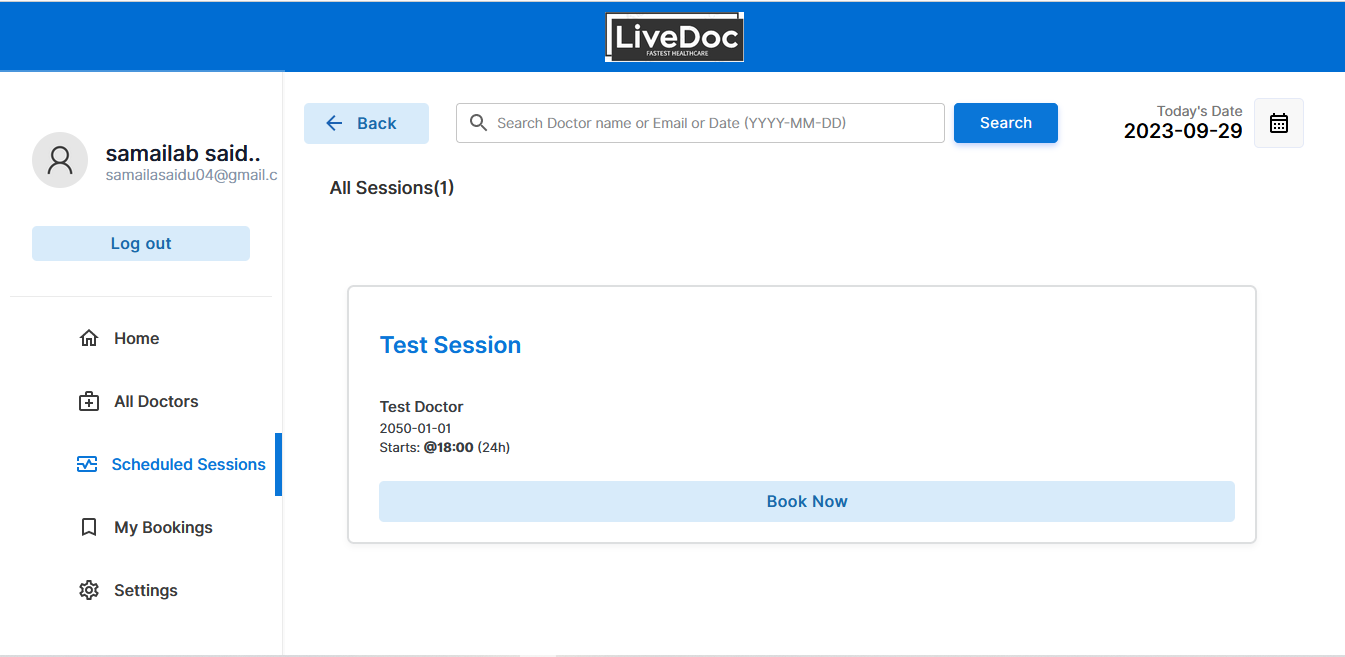 LiveDoc
FASTEST HEALTHCARE
samailab said..
samailasaidu04@gmail.c
Log out
Home
All Doctors
Scheduled Sessions
My Bookings
Settings
Back
Search Doctor name or Email or Date (YYYY-MM-DD)
Search
Today's Date
2023-09-29
All Sessions(1)
Test Session
Test Doctor
2050-01-01
Starts: @18:00 (24h)
Book Now